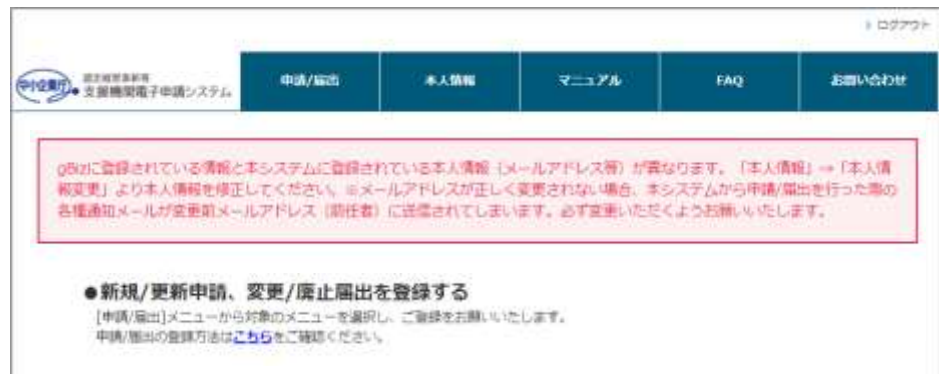 ログアウト
中小企業庁
認定経営革新等
支援機関電子申請システム
申請/届出
本人情報
マニュアル
FAQ
お問い合わせ
gBizに登録されている情報と本システムに登録されている本人情報（メールアドレス等）が異なります。「本人情報」→「本人情
報変更」より本人情報を修正してください。※メールアドレスが正しく変更されない場合、本システムから申請/届出を行った際の
各種通知メールが変更前メールアドレス（前任者）に送信されてしまいます。必ず変更いただくようお願いいたします。
●新規/更新申請、変更/廃止届出を登録する
[申請/届出]メニューから対象のメニューを選択し、ご登録をお願いいたします。
申請/届出の登録方法はこちらをご確認ください。